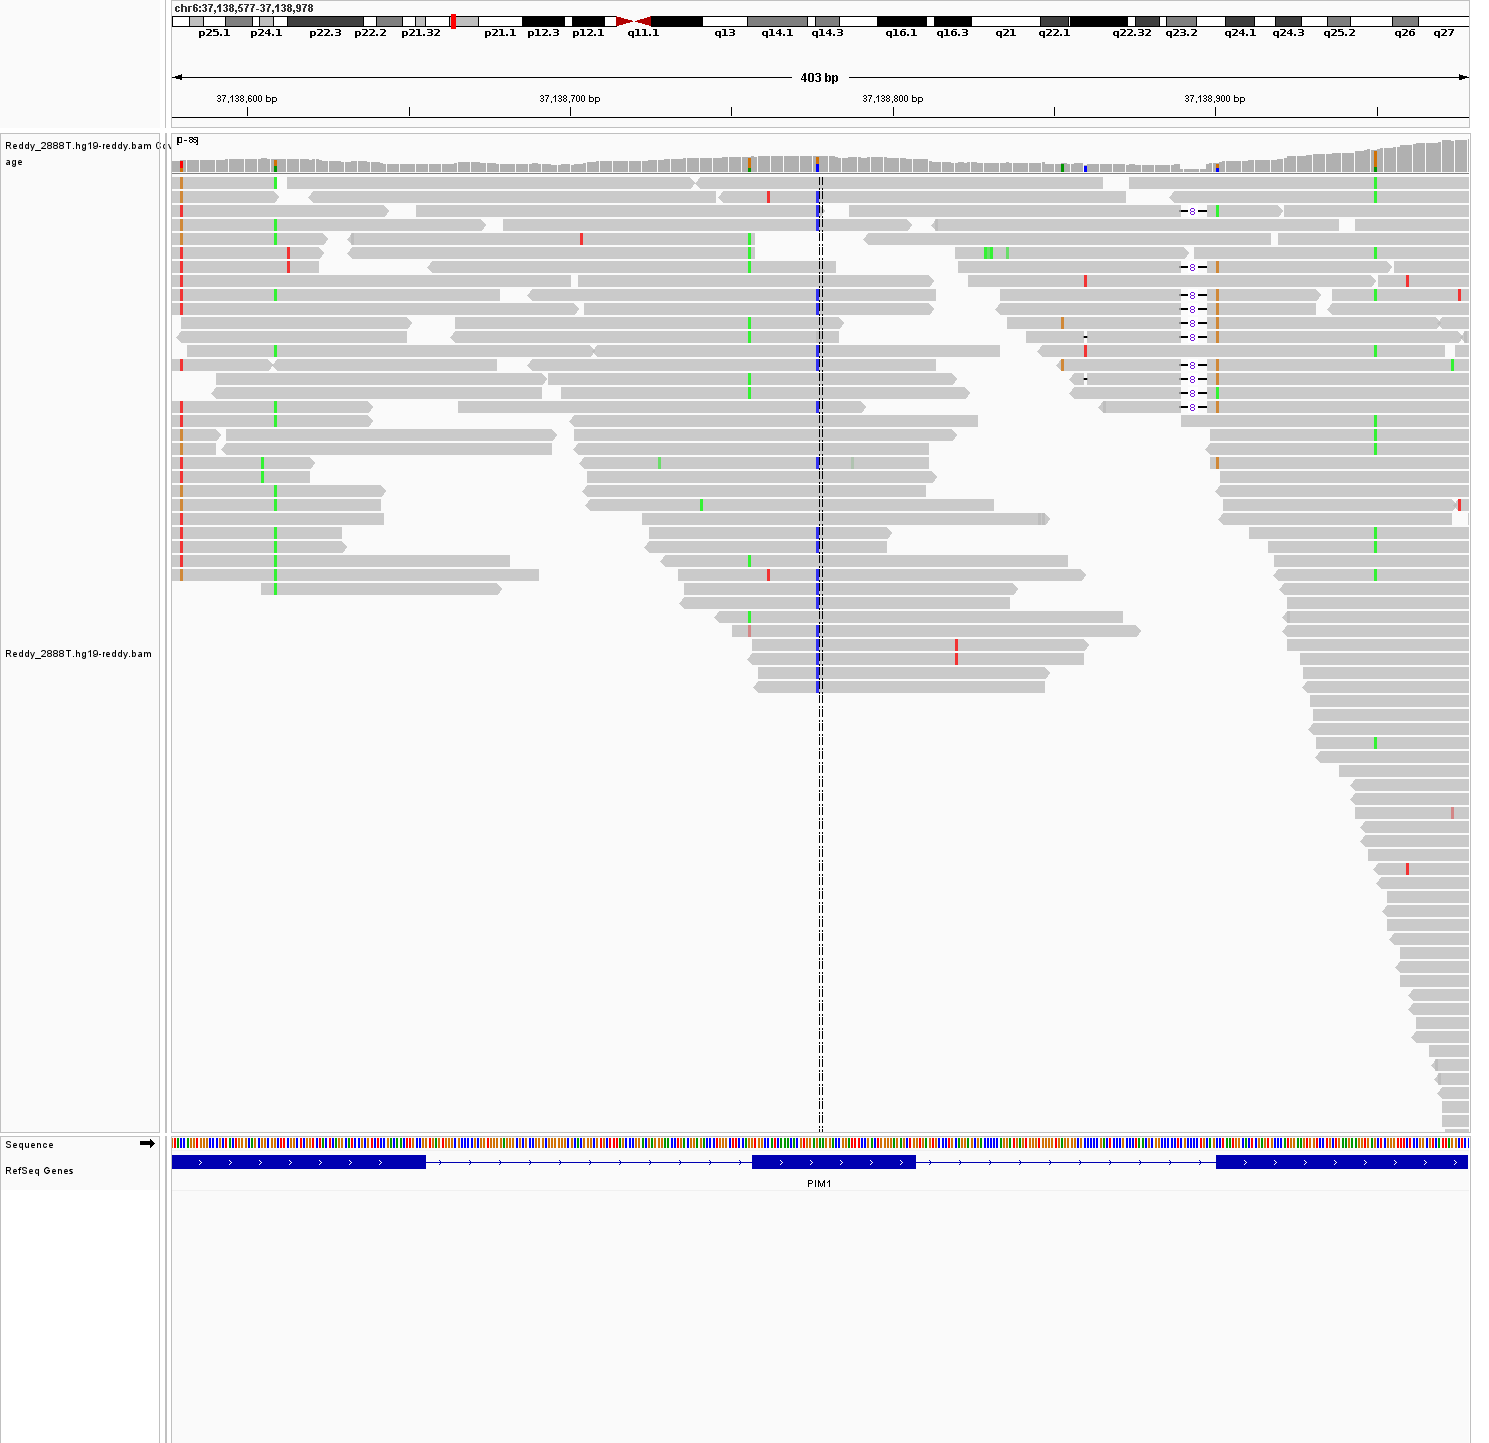 chr6:37,138,577-37,138,978
p25.1 p24.1 p22.3 p22.2 p21.32 p21.1 p12.3 p12.1 q11.1 q13 q14.1 q14.3 q16.1 q16.3 q21 q22.1 q22.32 q23.2 q24.1 q24.3 q25.2 q26 q27
403 bp
37,138,600 bp 37,138,700 bp 37,138,800 bp 37,138,900 bp
Reddy_2888T.hg19-reddy.bam Cov
age
8
8
8
8
8
8
8
8
8
8
Reddy_2888T.hg19-reddy.bam
Sequence
RefSeq Genes
PIM1